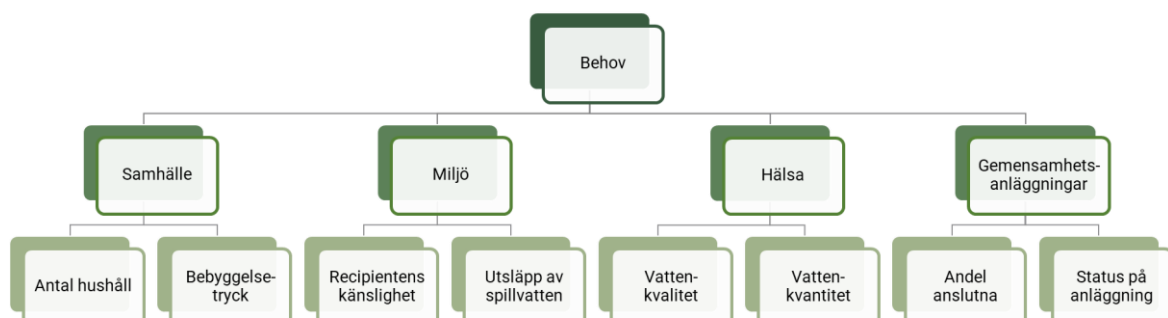 Behov
Samhälle
Miljö
Hälsa
Gemensamhets-
anläggningar
Antal hushåll
Bebyggelse-
tryck
Recipientens
känslighet
Utsläpp av
spillvatten
Vatten-
kvalitet
Vatten-
kvantitet
Andel
anslutna
Status på
anläggning